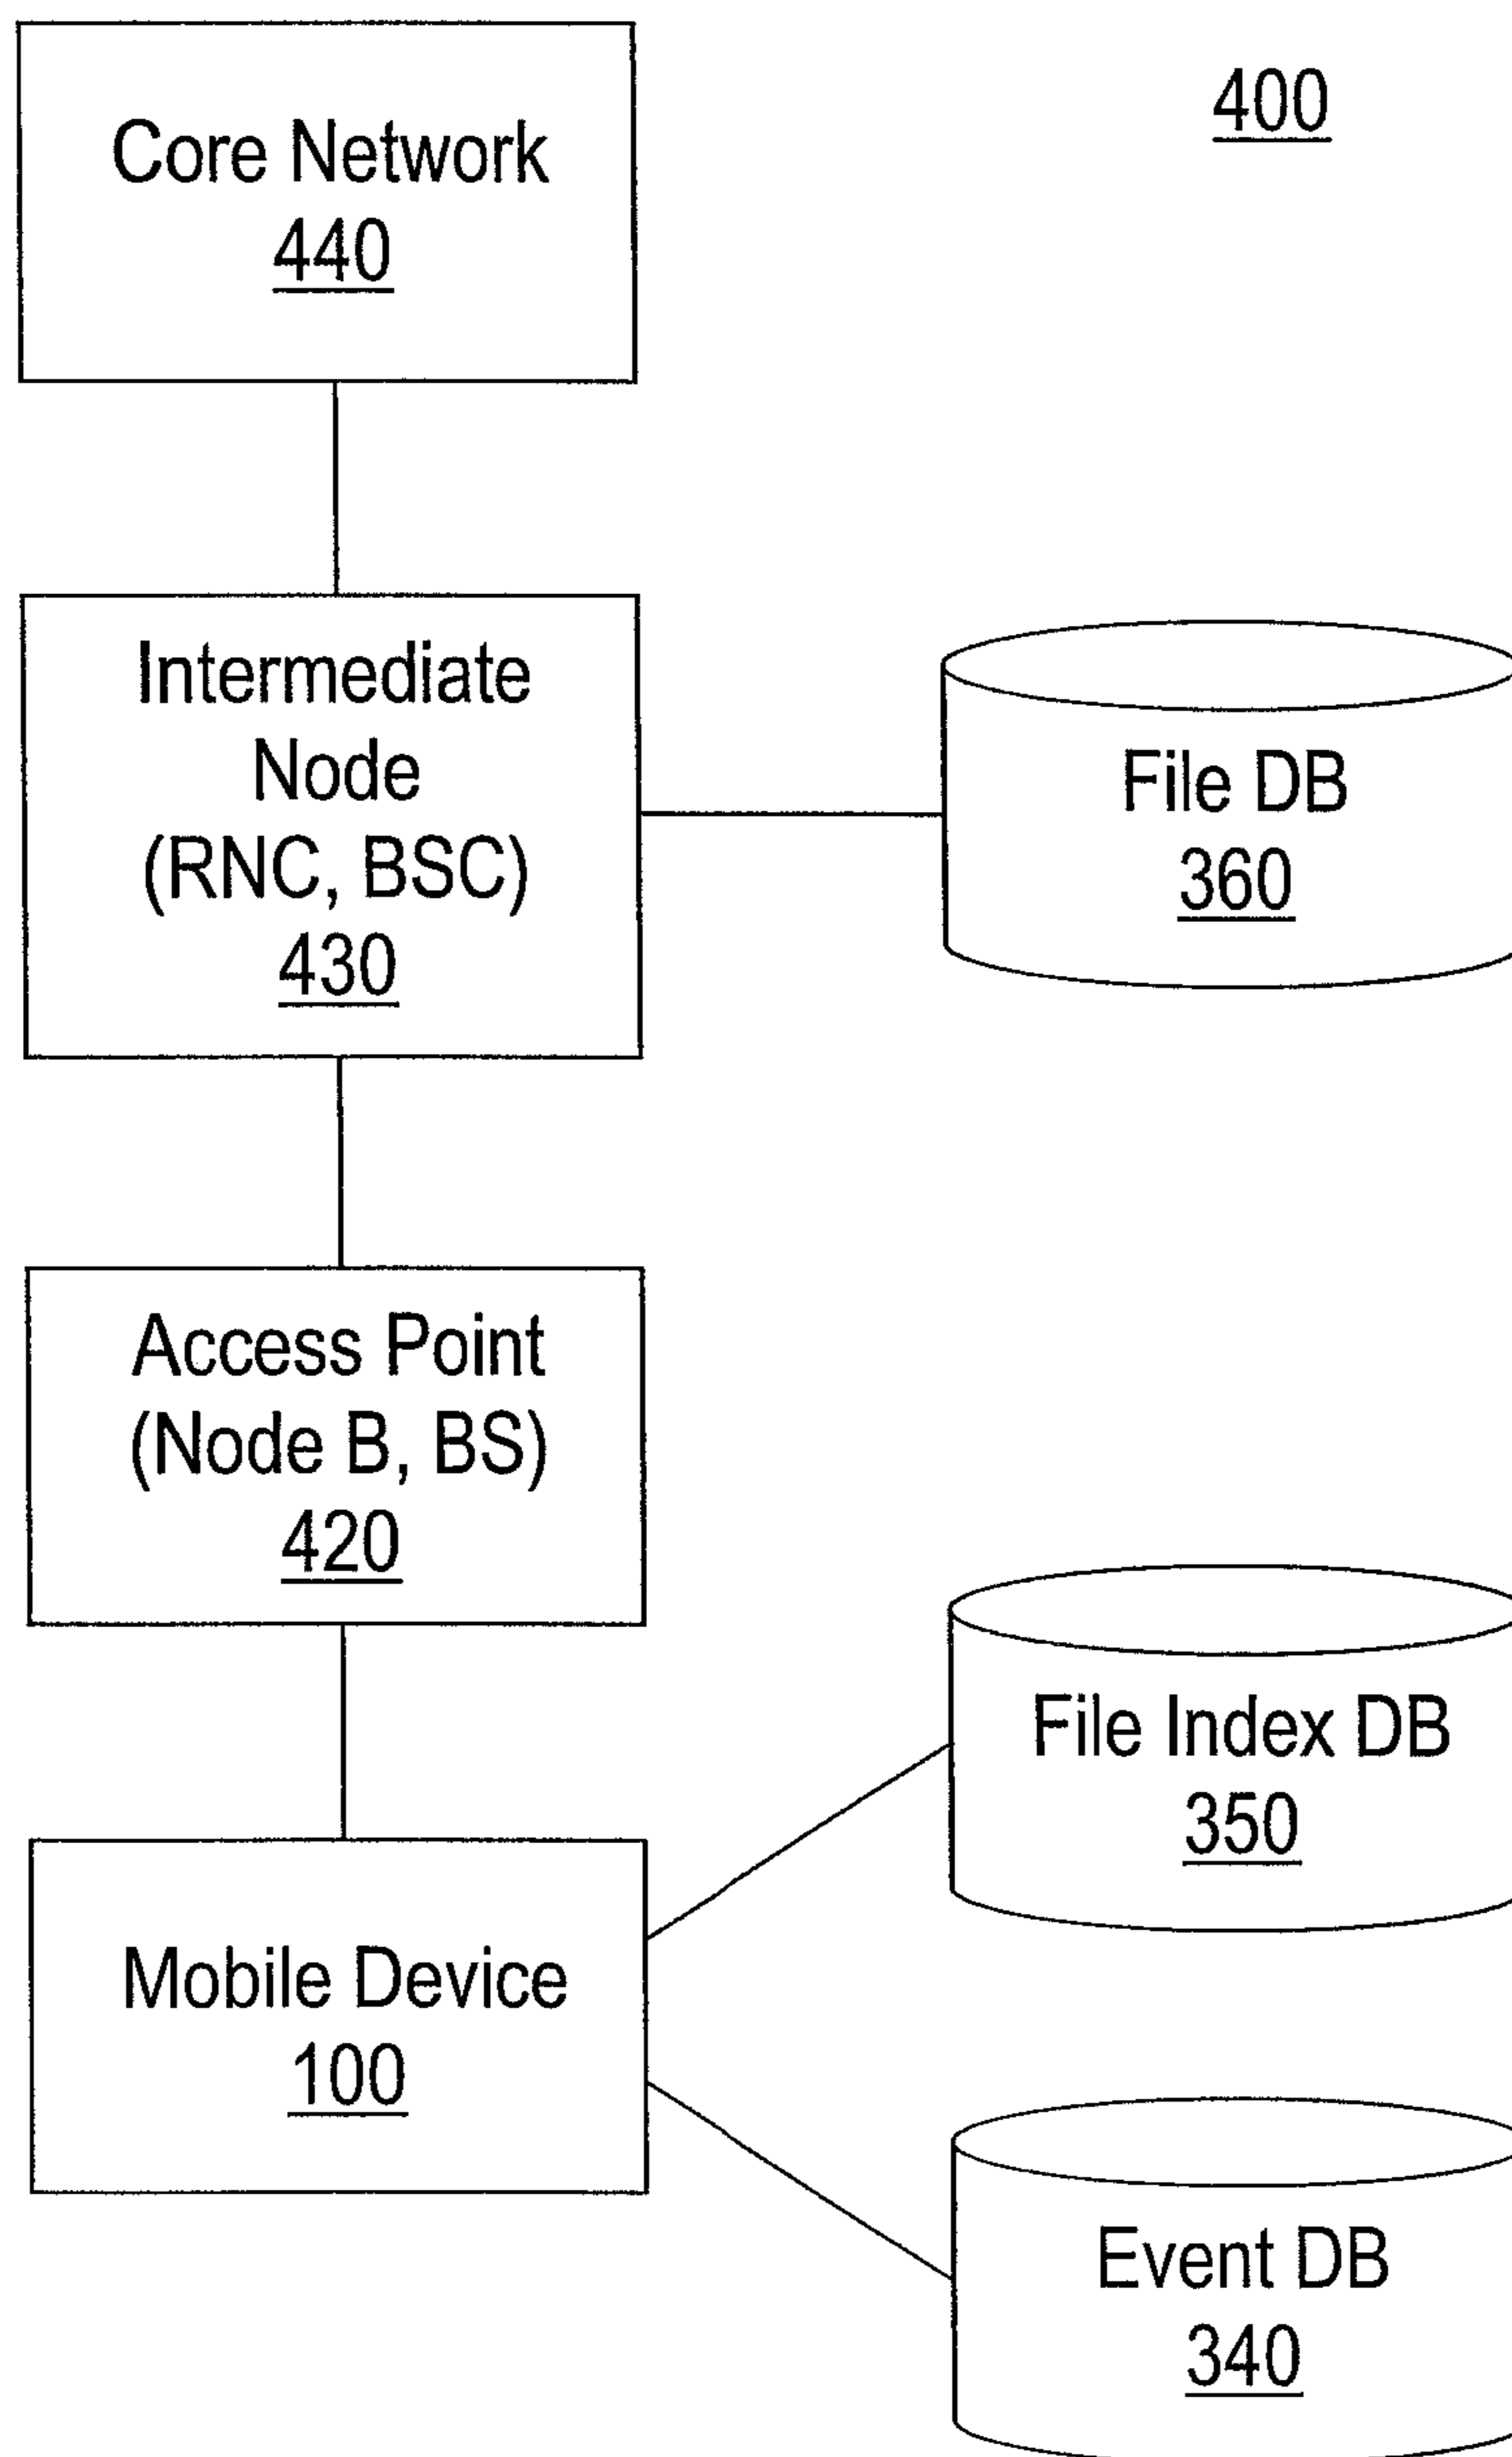 Core Network
440
400
Intermediate
Node
(RNC, BSC)
430
File DB
360
Access Point
(Node B, BS)
420
File Index DB
350
Mobile Device
100
Event DB
340